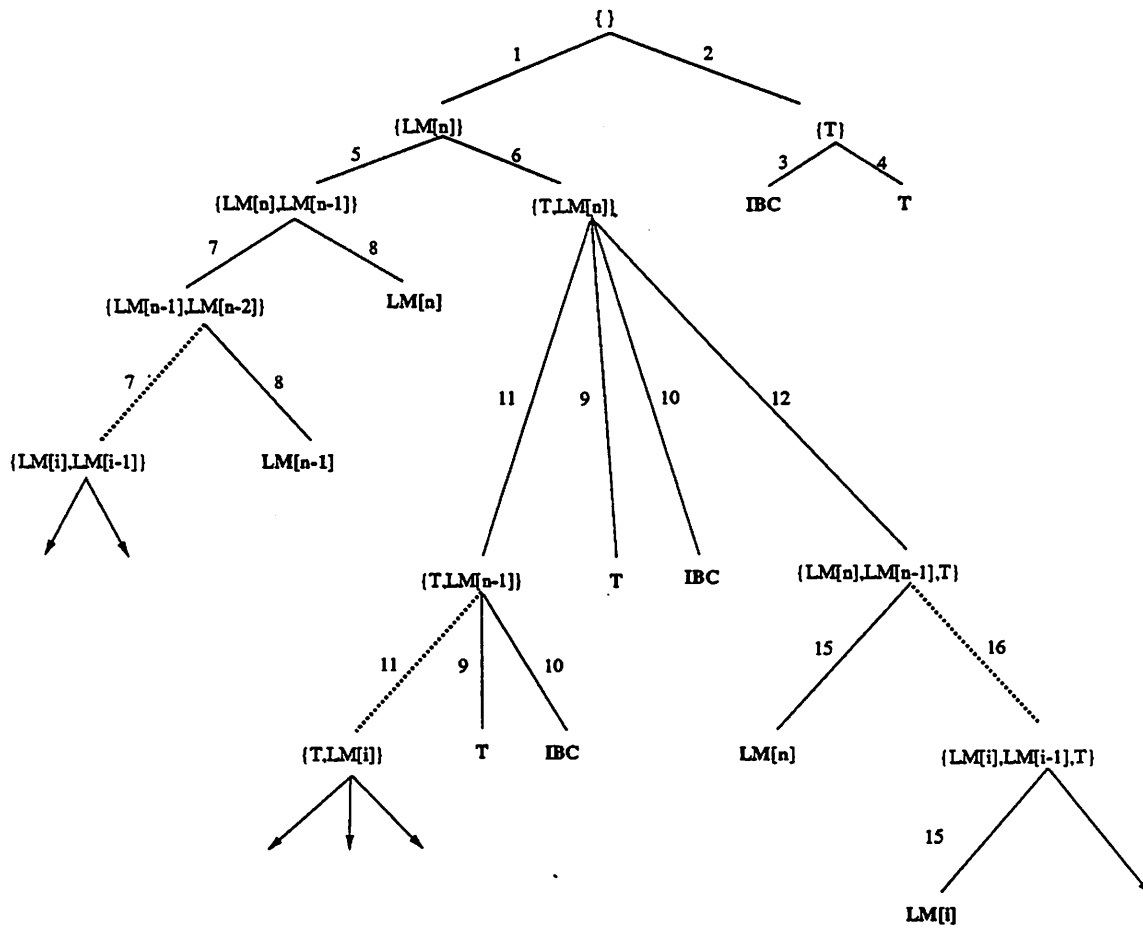 { }
1 2
{LM[n]} {T}
5 6 3 4
{LM[n],LM[n-1]} {T,LM[n]} IBC T
7 8
{LM[n-1],LM[n-2]} LM[n]
7 8 11 9 10 12
{LM[i],LM[i-1]} LM[n-1]
{T,LM[n-1]} T IBC {LM[n],LM[n-1],T}
11 9 10 15 16
{T,LM[i]} T IBC LM[n] {LM[i],LM[i-1],T}
15
LM[i]